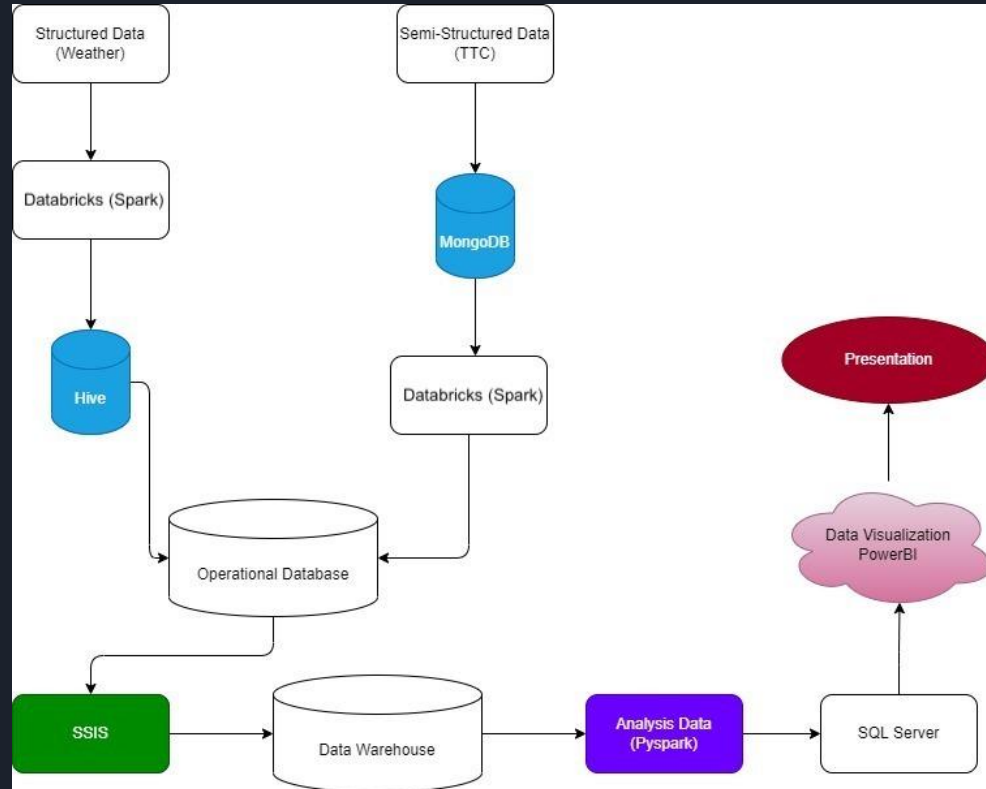 Structured Data
(Weather)
Semi-Structured Data
(TTC)
Databricks (Spark)
MongoDB
Hive
Databricks (Spark)
Presentation
Operational Database
Data Visualization
PowerBI
SSIS
Data Warehouse
Analysis Data
(Pyspark)
SQL Server